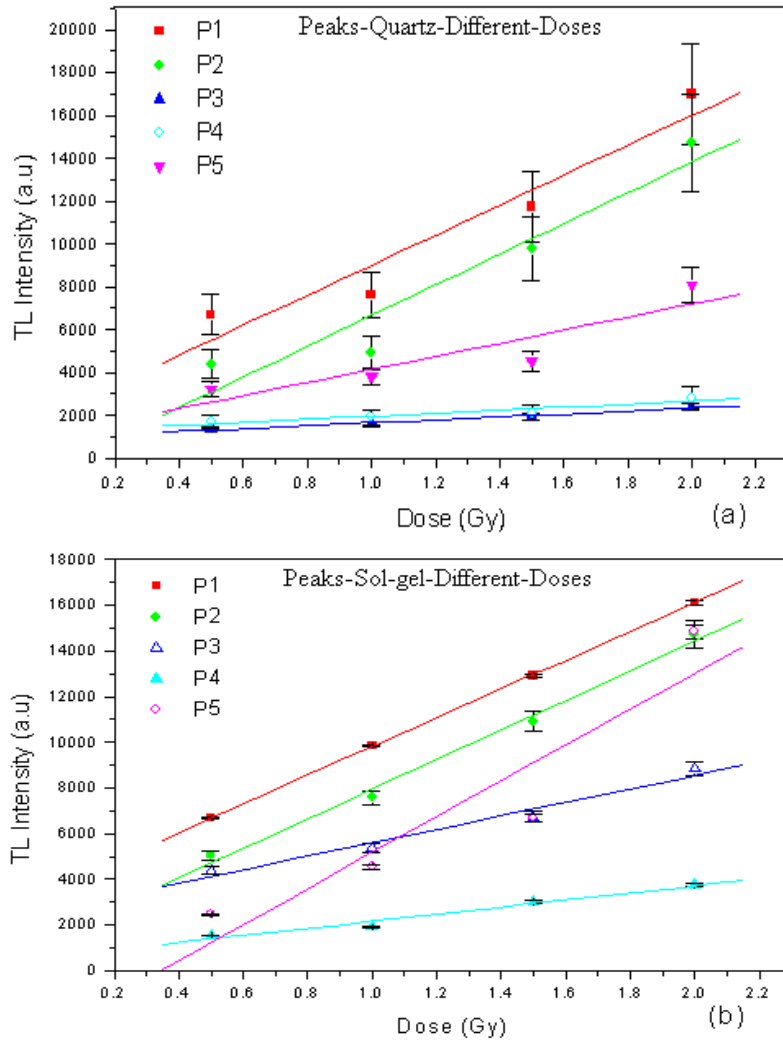 Peaks-Quartz-Different-Doses
P1
P2
P3
P4
P5
TL Intensity (a.u)
20000
18000
16000
14000
12000
10000
8000
6000
4000
2000
0
0.2 0.4 0.6 0.8 1.0 1.2 1.4 1.6 1.8 2.0 2.2
Dose (Gy)
(a)
Peaks-Sol-gel-Different-Doses
P1
P2
P3
P4
P5
TL Intensity (a.u)
18000
16000
14000
12000
10000
8000
6000
4000
2000
0
0.2 0.4 0.6 0.8 1.0 1.2 1.4 1.6 1.8 2.0 2.2
Dose (Gy)
(b)